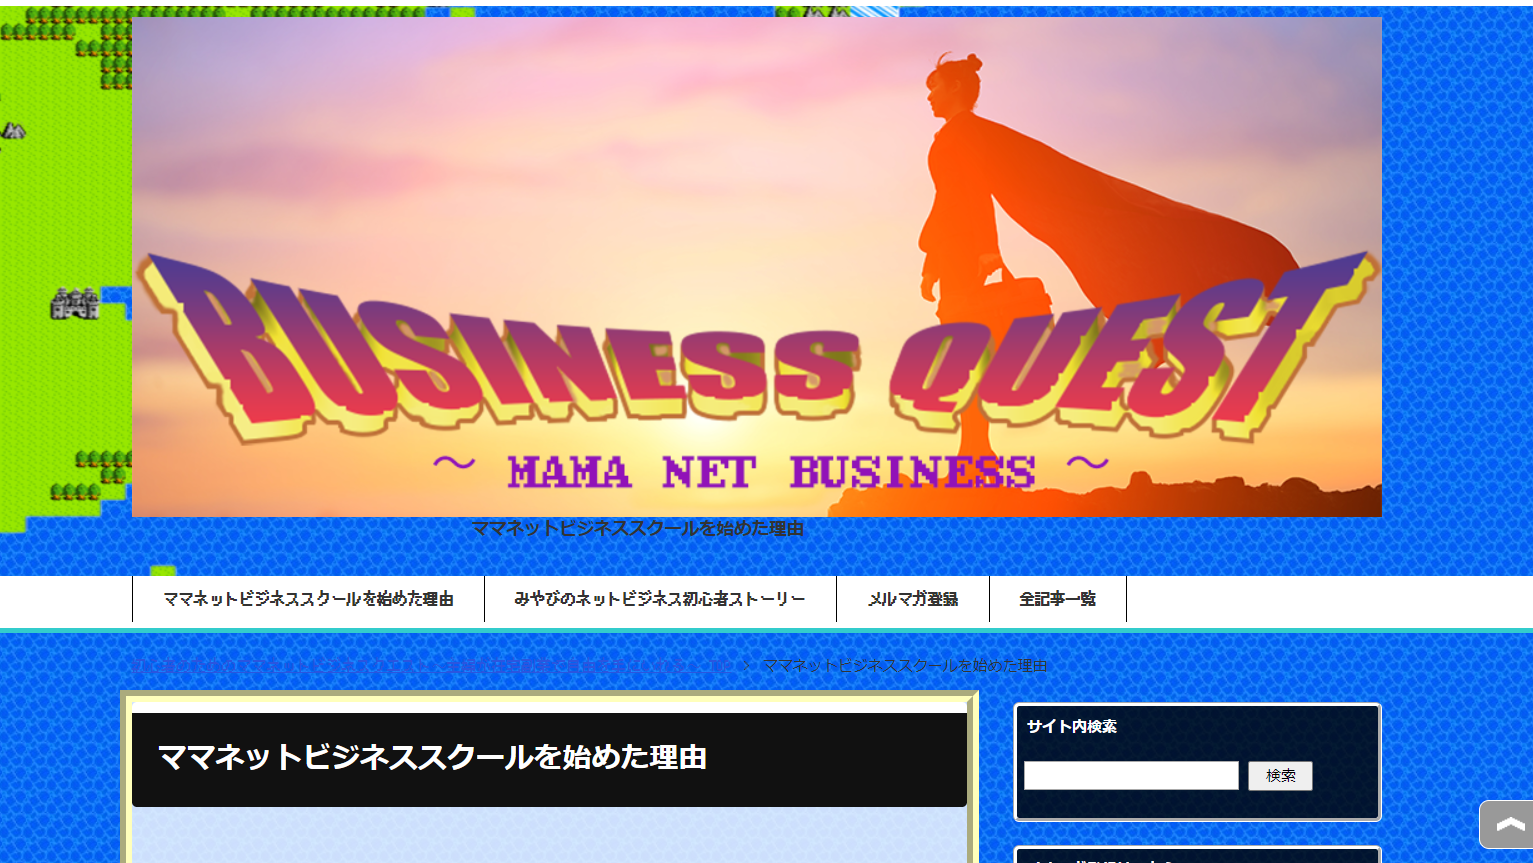 BUSINESS QUEST
～ MAMA NET BUSINESS ～
ママネットビジネススクールを始めた理由
ママネットビジネススクールを始めた理由
みやびのネットビジネス初心者ストーリー
メルマガ登録
全記事一覧
> ママネットビジネススクールを始めた理由
ママネットビジネススクールを始めた理由
サイト内検索
検索